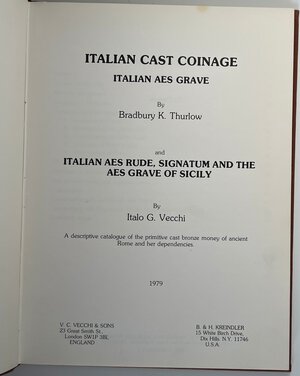 ITALIAN CAST COINAGE
ITALIAN AES GRAVE
By
Bradbury K. Thurlow
and
ITALIAN AES RUDE, SIGNATUM AND THE
AES GRAVE OF SICILY
By
Italo G. Vecchi
A descriptive catalogue of the primitive cast bronze money of ancient
Rome and her dependencies.
1979
V. C. VECCHI & SONS
23 Great Smith St.,
London SW1P 3BL
ENGLAND
B. & H. KREINDLER
15 White Birch Drive,
Dix Hills, N.Y. 11746
U.S.A.